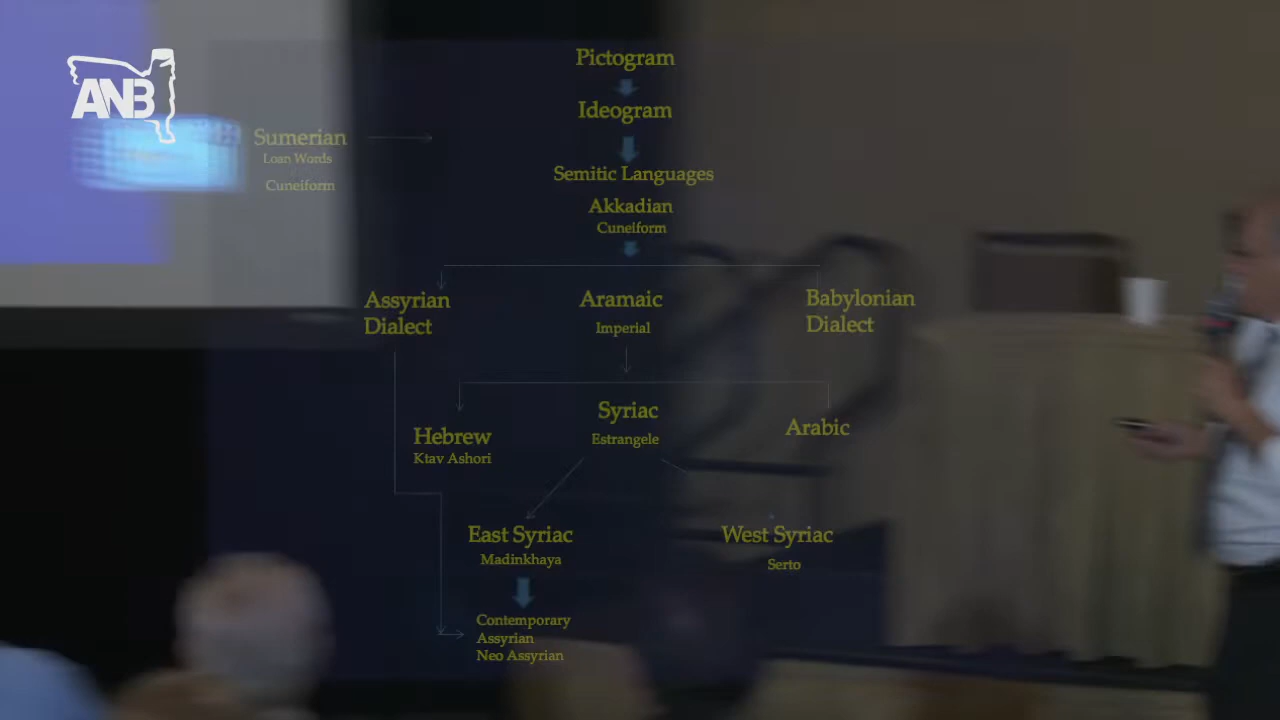 ANB
Pictogram
Ideogram
Sumerian
Loan Words
Cuneiform
Semitic Languages
Akkadian
Cuneiform
Assyrian
Dialect
Aramaic
Imperial
Babylonian
Dialect
Hebrew
Ktav Ashori
Syriac
Estrangele
Arabic
East Syriac
Madinkhaya
West Syriac
Serto
Contemporary
Assyrian
Neo Assyrian